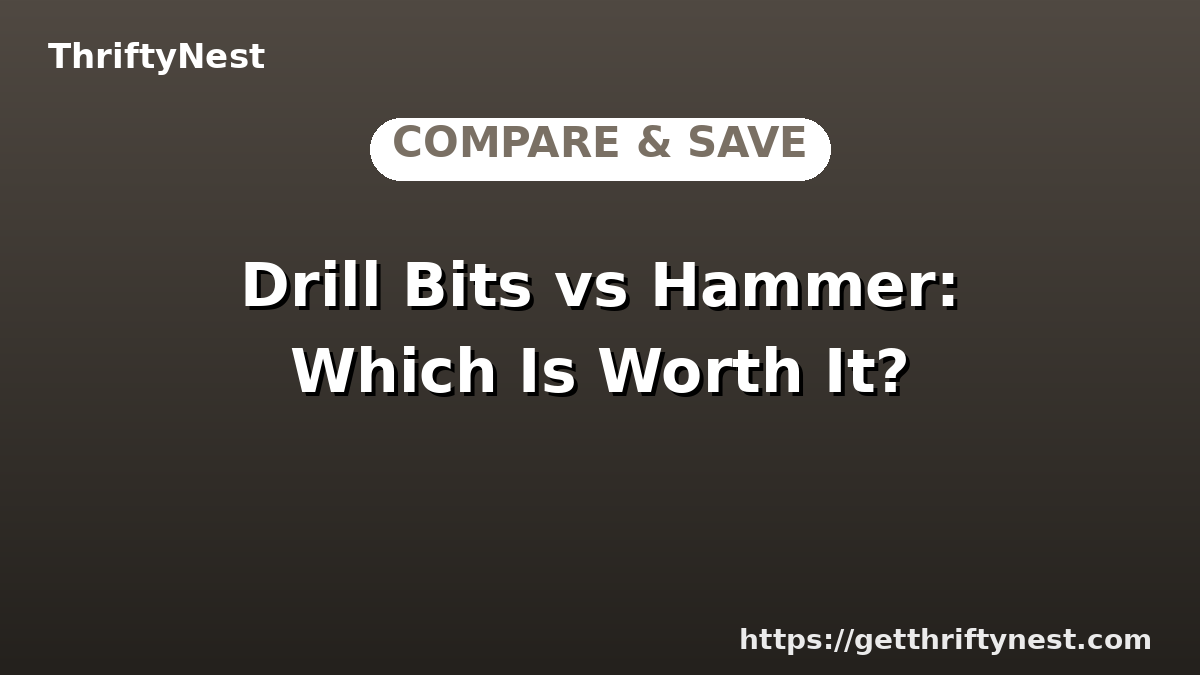 ThriftyNest
COMPARE & SAVE
Drill Bits vs Hammer:
Which Is Worth It?
https://getthriftynest.com